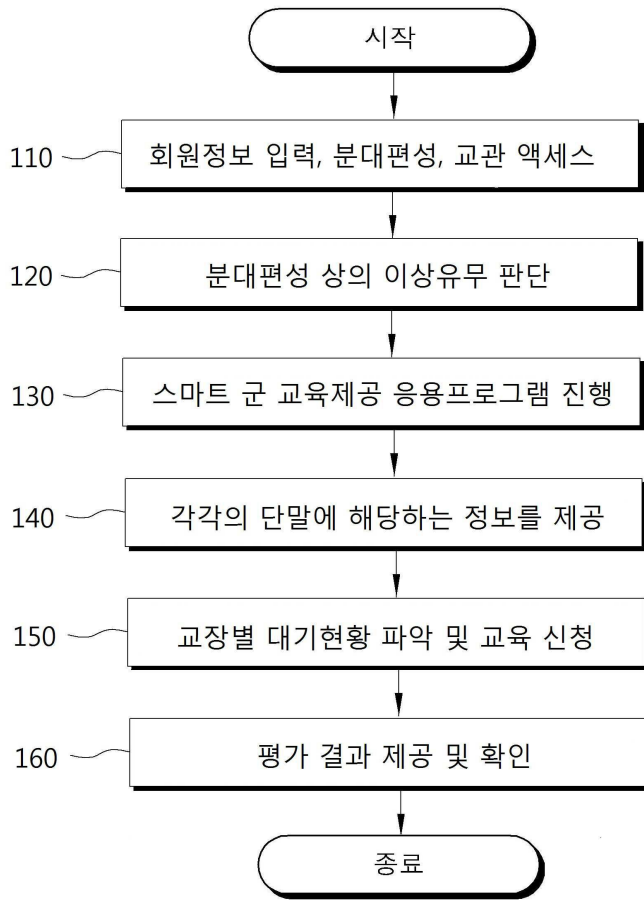 시작
110 회원정보 입력, 분대편성, 교관 액세스
120 분대편성 상의 이상유무 판단
130 스마트 군 교육제공 응용프로그램 진행
140 각각의 단말에 해당하는 정보를 제공
150 교장별 대기현황 파악 및 교육 신청
160 평가 결과 제공 및 확인
종료